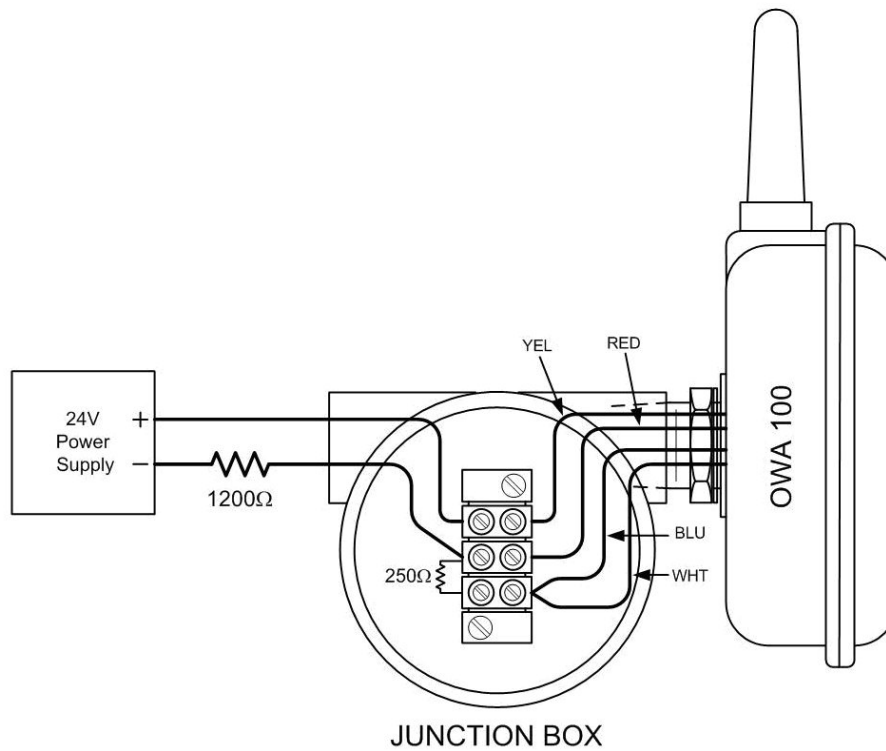 YEL
RED
24V
Power
Supply
+
−
1200Ω
250Ω
BLU
WHT
OWA 100
JUNCTION BOX